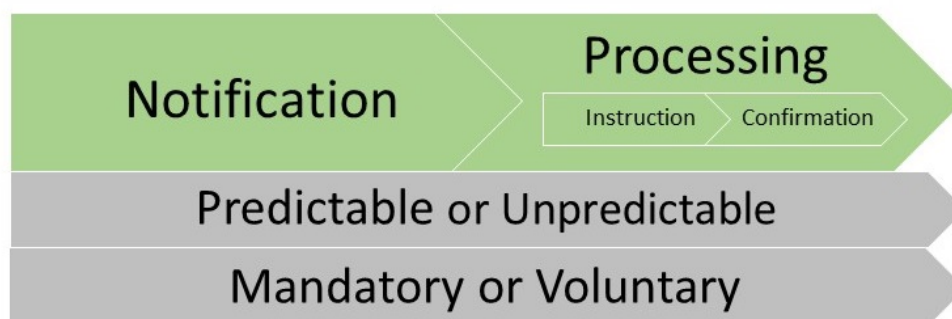 Notification
Processing
Instruction
Confirmation
Predictable or Unpredictable
Mandatory or Voluntary